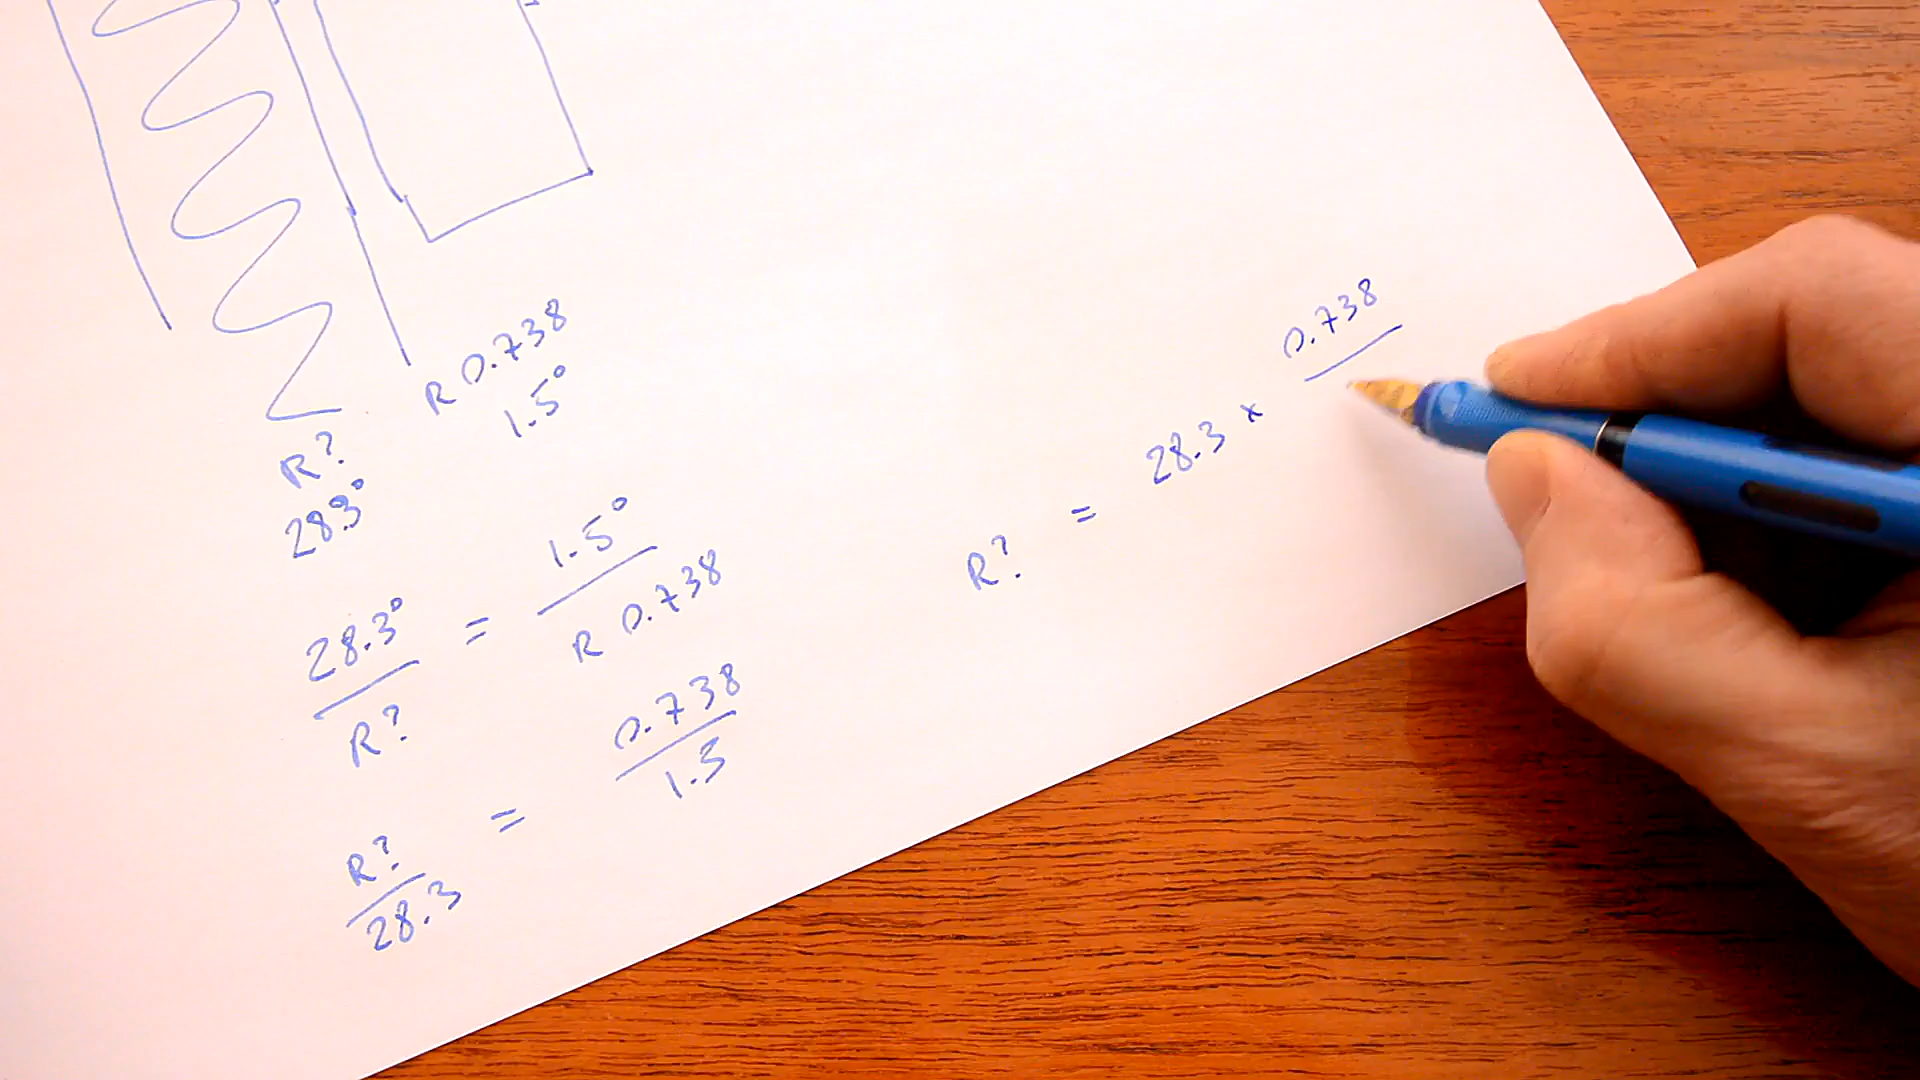 R 0.738
1.5°
R?
28.3°
28.3° = 1.5°
R? R 0.738
R? = 0.738
28.3 1.5
R? = 28.3 × 0.738